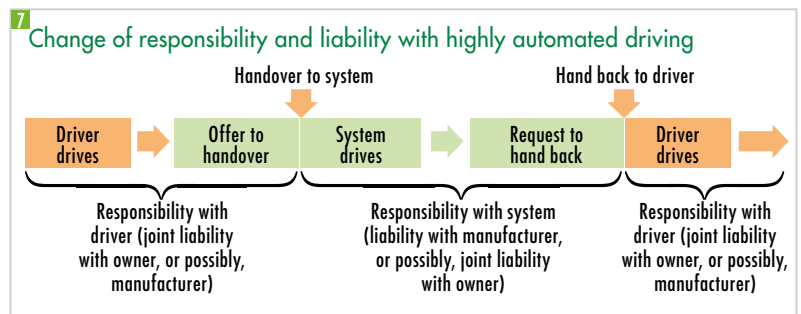 7
Change of responsibility and liability with highly automated driving
Handover to system
Hand back to driver
Driver
drives
Offer to
handover
System
drives
Request to
hand back
Driver
drives
Responsibility with
driver (joint liability
with owner, or possibly,
manufacturer)
Responsibility with system
(liability with manufacturer,
or possibly, joint liability
with owner)
Responsibility with
driver (joint liability
with owner, or possibly,
manufacturer)